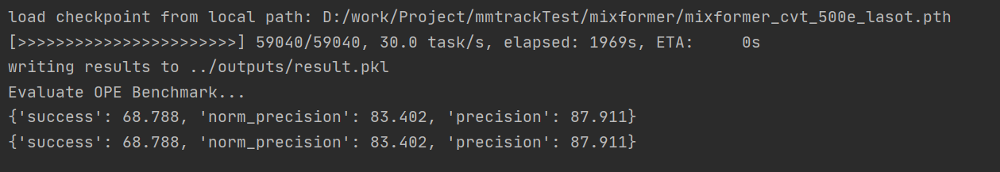 load checkpoint from local path: D:/work/Project/mmtrackTest/mixformer/mixformer_cvt_500e_lasot.pth
[>>>>>>>>>>>>>>>>>>>>>>>] 59040/59040, 30.0 task/s, elapsed: 1969s, ETA:     0s
writing results to ../outputs/result.pkl
Evaluate OPE Benchmark...
{'success': 68.788, 'norm_precision': 83.402, 'precision': 87.911}
{'success': 68.788, 'norm_precision': 83.402, 'precision': 87.911}